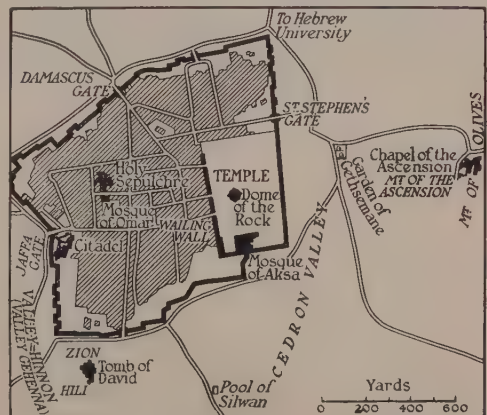 To Hebrew
University
DAMASCUS
GATE
ST.STEPHEN'S
GATE
OLIVES
MT OF
Chapel of the
Ascension
MT OF THE
ASCENSION
Garden of
Gethsemane
Holy
Sepulchre
TEMPLE
Dome of
the
Rock
Mosque
of Omar
WAILING
WALL
JAFFA
GATE
Citadel
Mosque
of Aksa
CEDRON VALLEY
VALLEY=HINNON
VALLEY GEHENNA
ZION
HILI
Tomb of
David
Pool of
Silwan
Yards
0 200 400 600